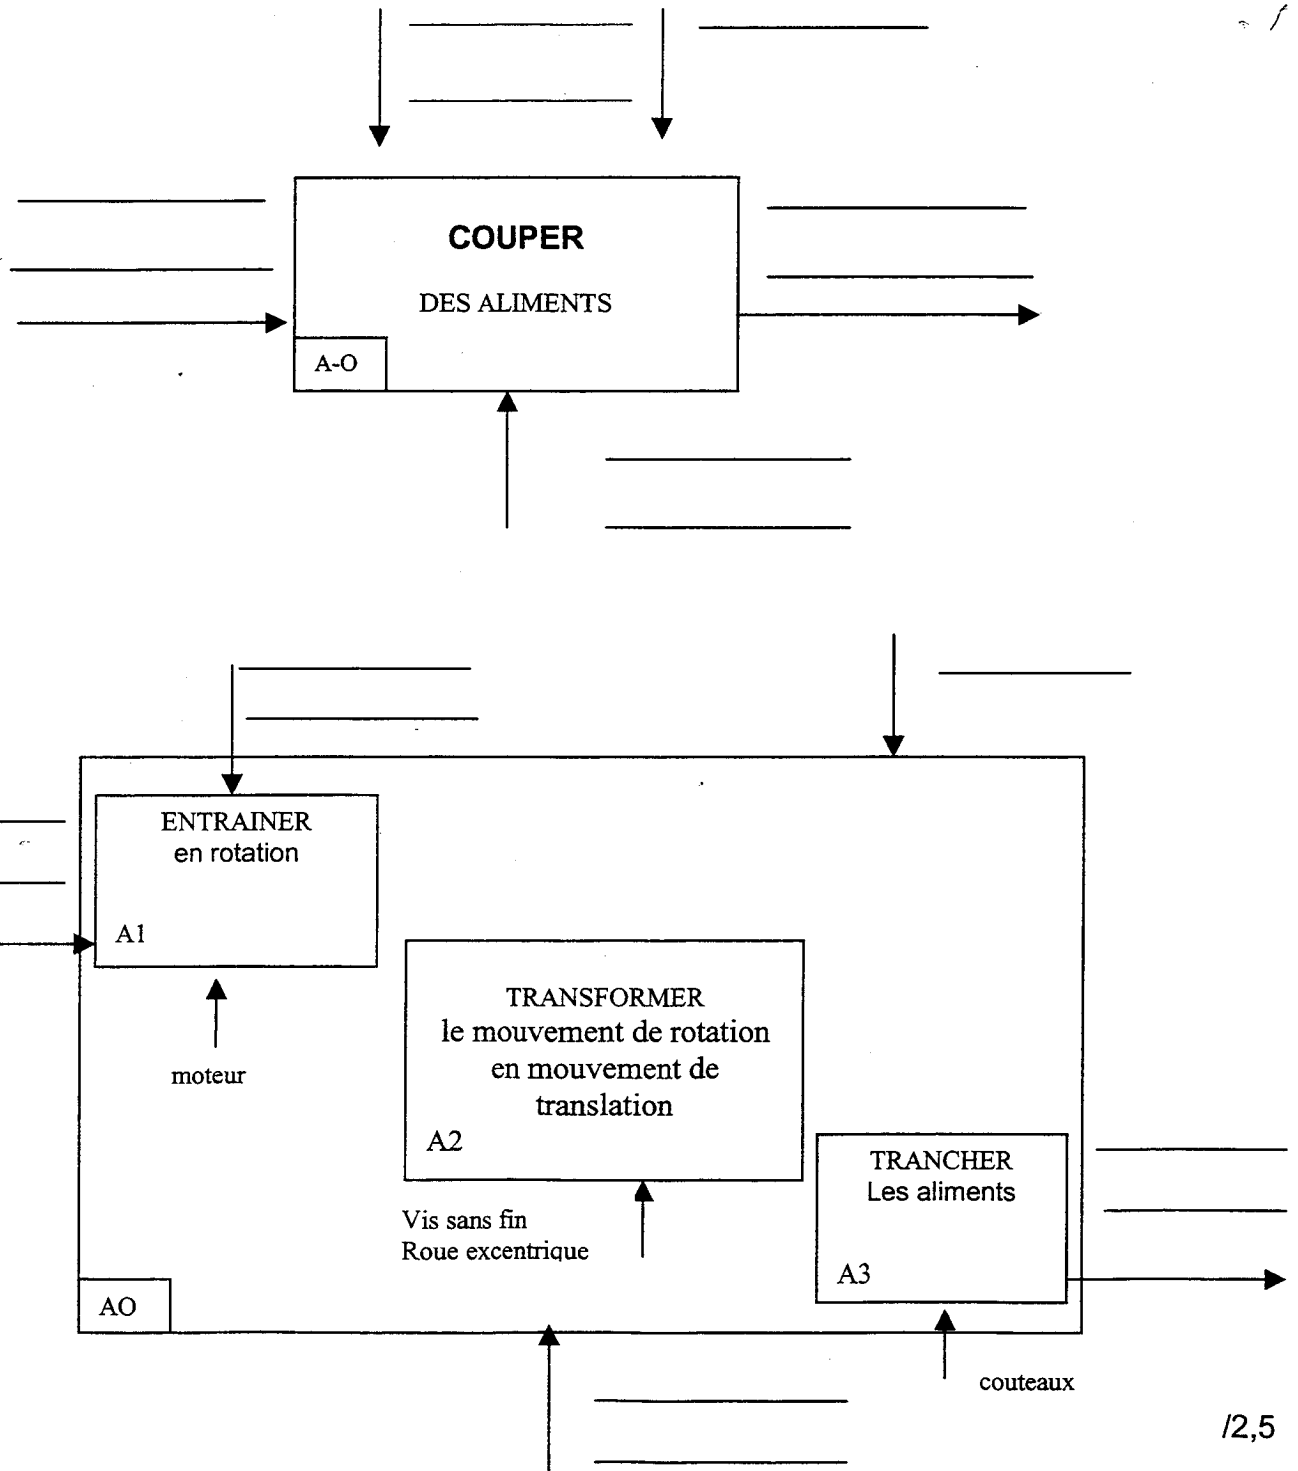 COUPER
DES ALIMENTS
A-O
ENTRAINER
en rotation
A1
moteur
TRANSFORMER
le mouvement de rotation
en mouvement de
translation
A2
Vis sans fin
Roue excentrique
TRANCHER
Les aliments
A3
AO
couteaux
/2,5